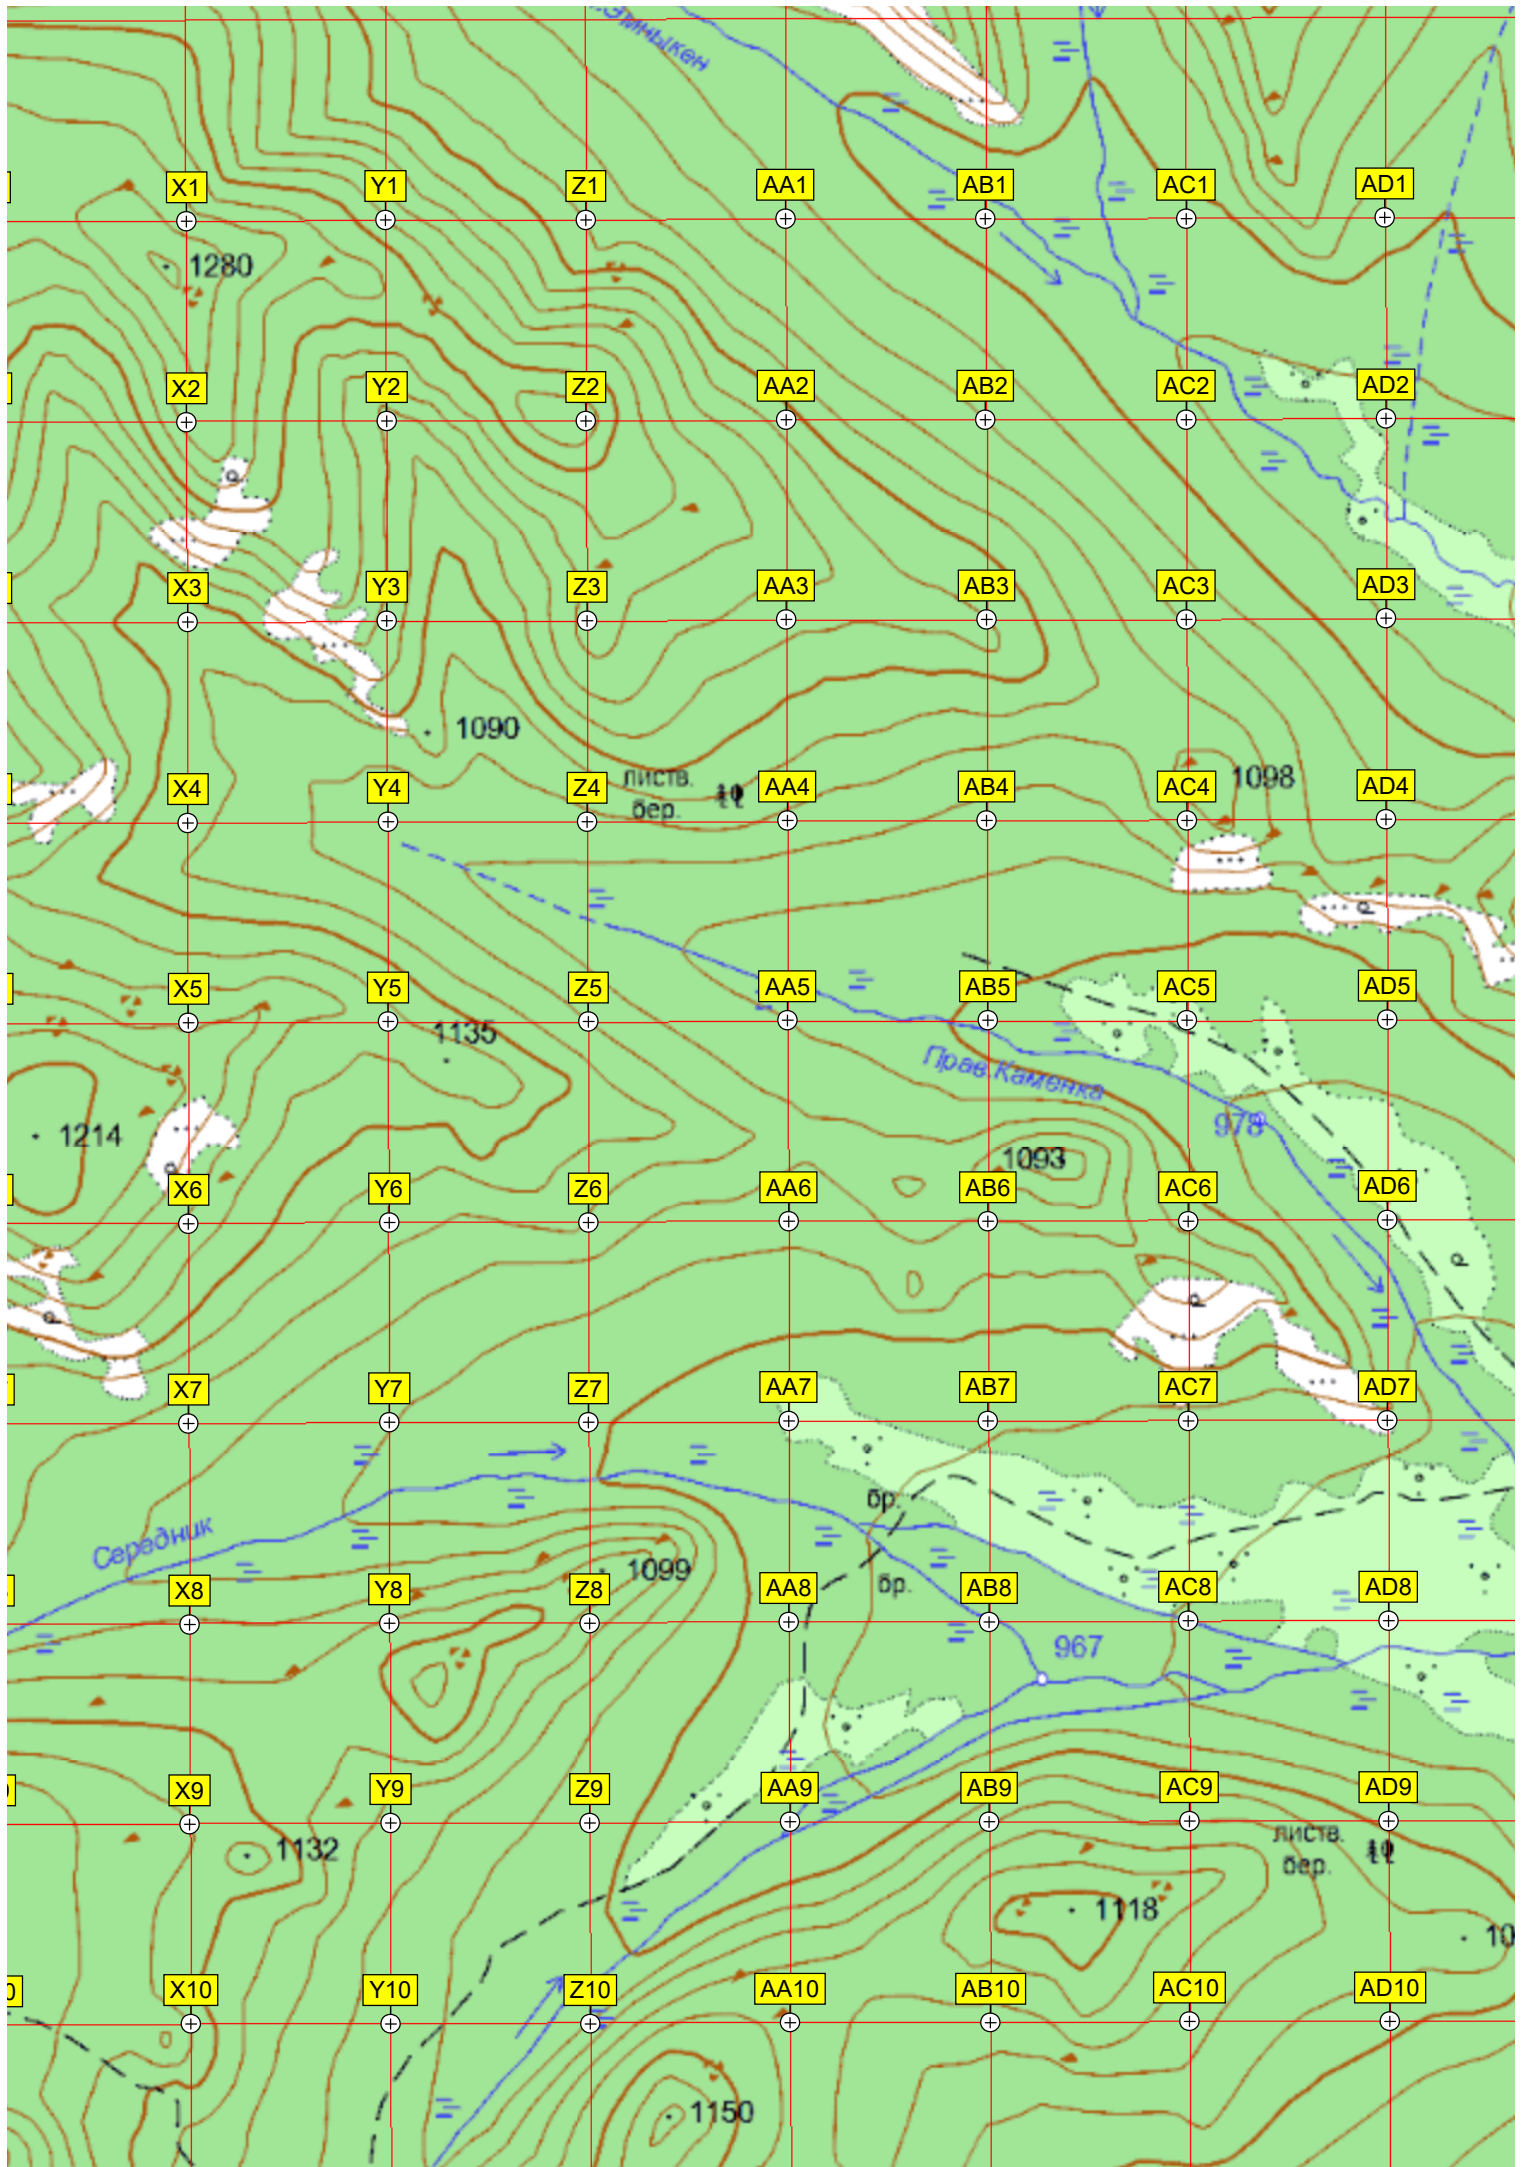 X1 Y1 Z1 AA1 AB1 AC1 AD1
1280
X2 Y2 Z2 AA2 AB2 AC2 AD2
X3 Y3 Z3 AA3 AB3 AC3 AD3
1090
листв.
бер.
1098
X4 Y4 Z4 AA4 AB4 AC4 AD4
X5 Y5 Z5 AA5 AB5 AC5 AD5
1135
Прав.Каменка
978
1214
1093
X6 Y6 Z6 AA6 AB6 AC6 AD6
X7 Y7 Z7 AA7 AB7 AC7 AD7
бр.
Середник
1099
бр.
X8 Y8 Z8 AA8 AB8 AC8 AD8
967
X9 Y9 Z9 AA9 AB9 AC9 AD9
1132
листв.
бер.
1118
10
X10 Y10 Z10 AA10 AB10 AC10 AD10
1150